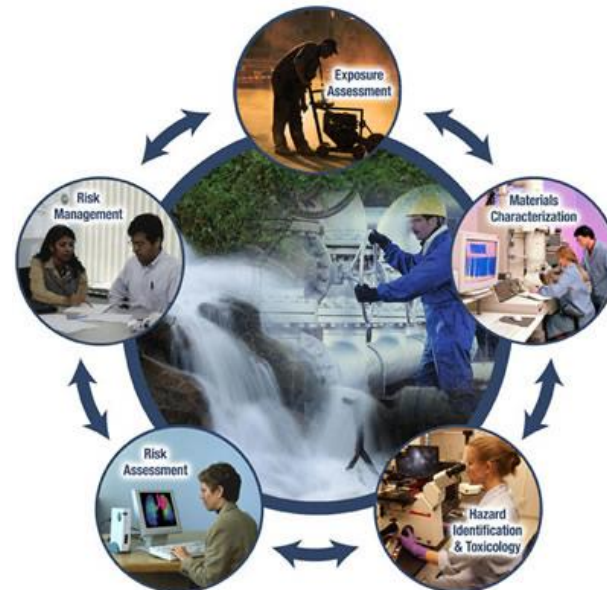 Exposure
Assessment
Materials
Characterization
Hazard
Identification
& Toxicology
Risk
Assessment
Risk
Management